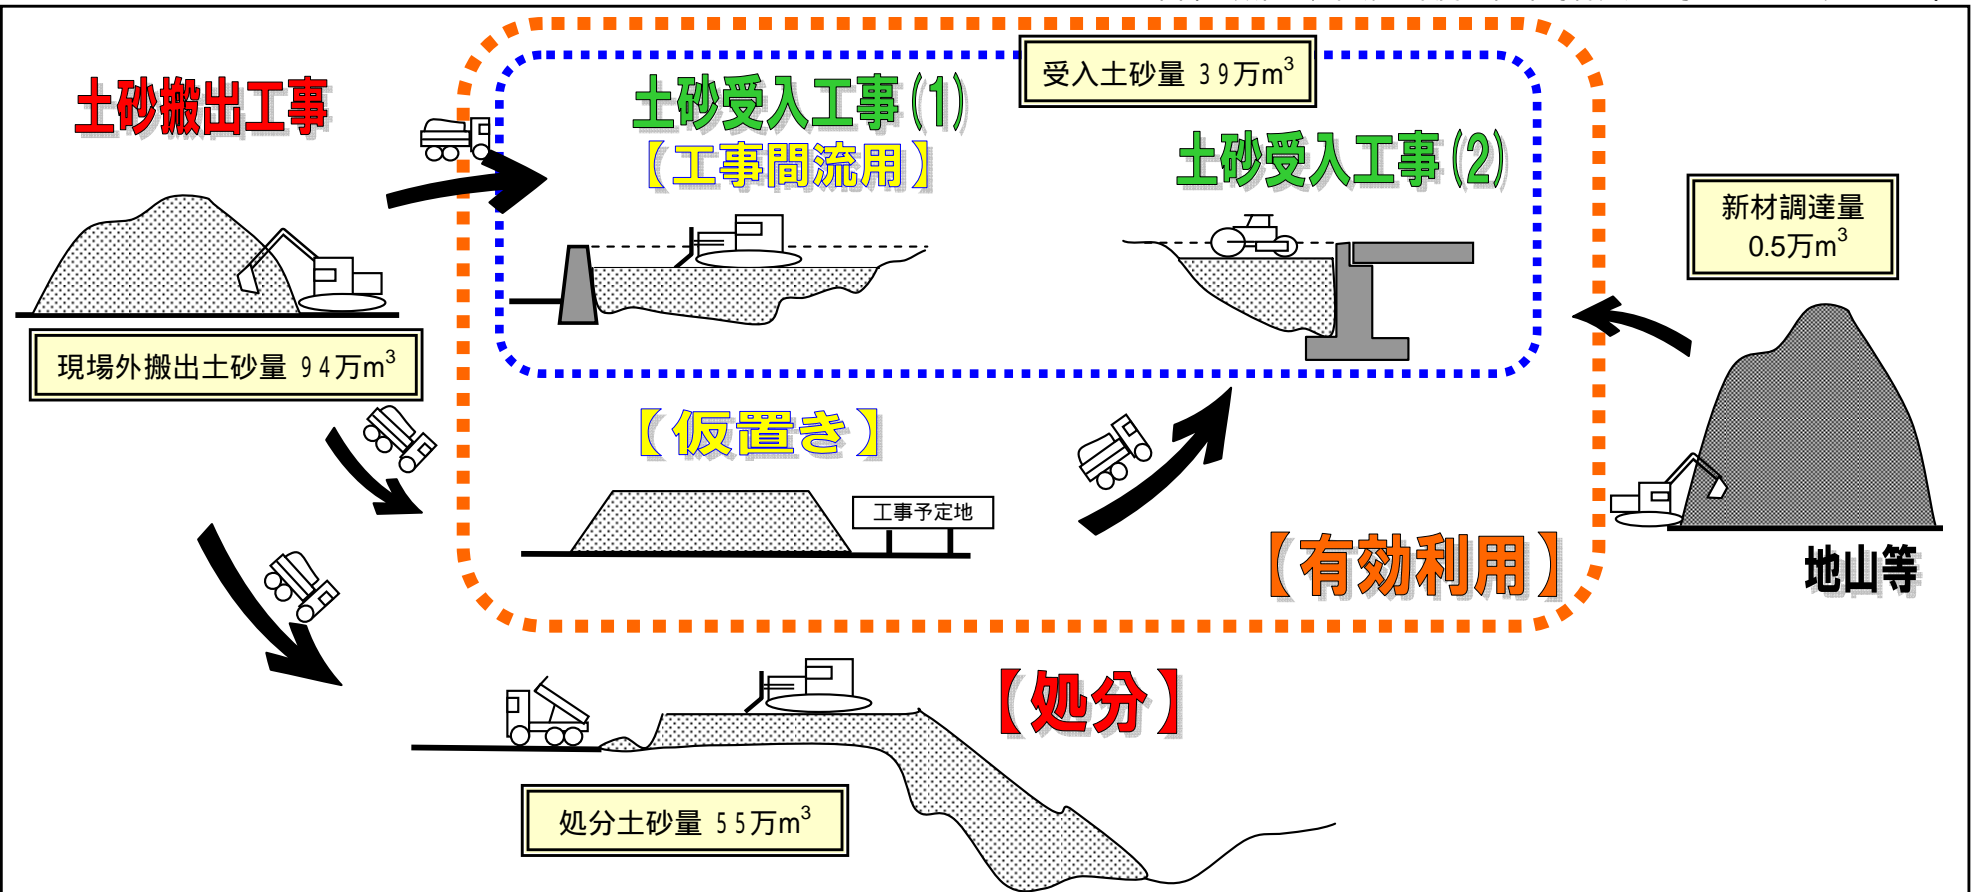 土砂搬出工事
土砂受入工事(1)
【工事間流用】
受入土砂量 39万m³
土砂受入工事(2)
新材調達量
0.5万m³
現場外搬出土砂量 94万m³
【仮置き】
工事予定地
【有効利用】
地山等
【処分】
処分土砂量 55万m³